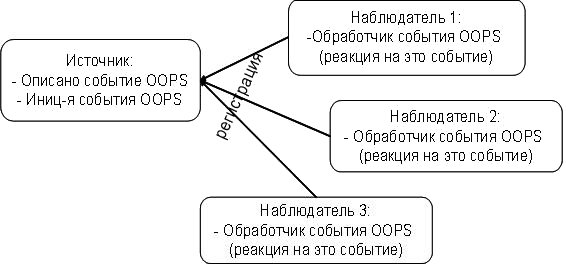 Источник:
- Описано событие OOPS
- Иниц-я события OOPS
регистрация
Наблюдатель 1:
-Обработчик события OOPS
(реакция на это событие)
Наблюдатель 2:
- Обработчик события OOPS
(реакция на это событие)
Наблюдатель 3:
- Обработчик события OOPS
(реакция на это событие)